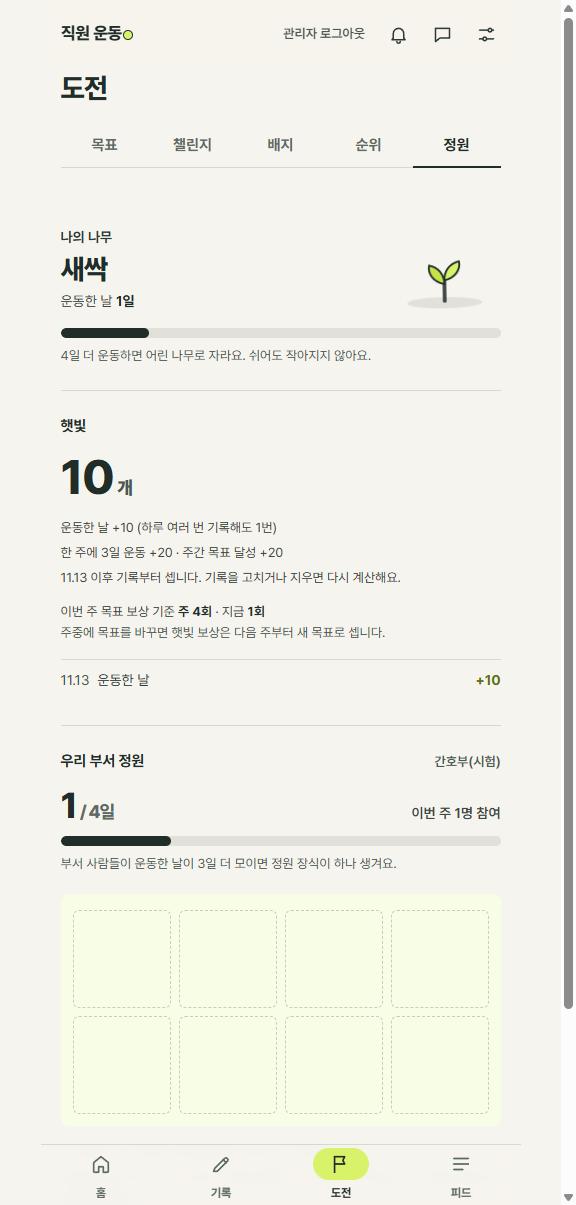 직원 운동
관리자 로그아웃
도전
목표 챌린지 배지 순위 정원
나의 나무
새싹
운동한 날 1일
4일 더 운동하면 어린 나무로 자라요. 쉬어도 작아지지 않아요.
햇빛
10 개
운동한 날 +10 (하루 여러 번 기록해도 1번)
한 주에 3일 운동 +20 · 주간 목표 달성 +20
11.13 이후 기록부터 셉니다. 기록을 고치거나 지우면 다시 계산해요.
이번 주 목표 보상 기준 주 4회 · 지금 1회
주중에 목표를 바꾸면 햇빛 보상은 다음 주부터 새 목표로 셉니다.
11.13 운동한 날 +10
우리 부서 정원 간호부(시험)
1 / 4일 이번 주 1명 참여
부서 사람들이 운동한 날이 3일 더 모이면 정원 장식이 하나 생겨요.
홈 기록 도전 피드